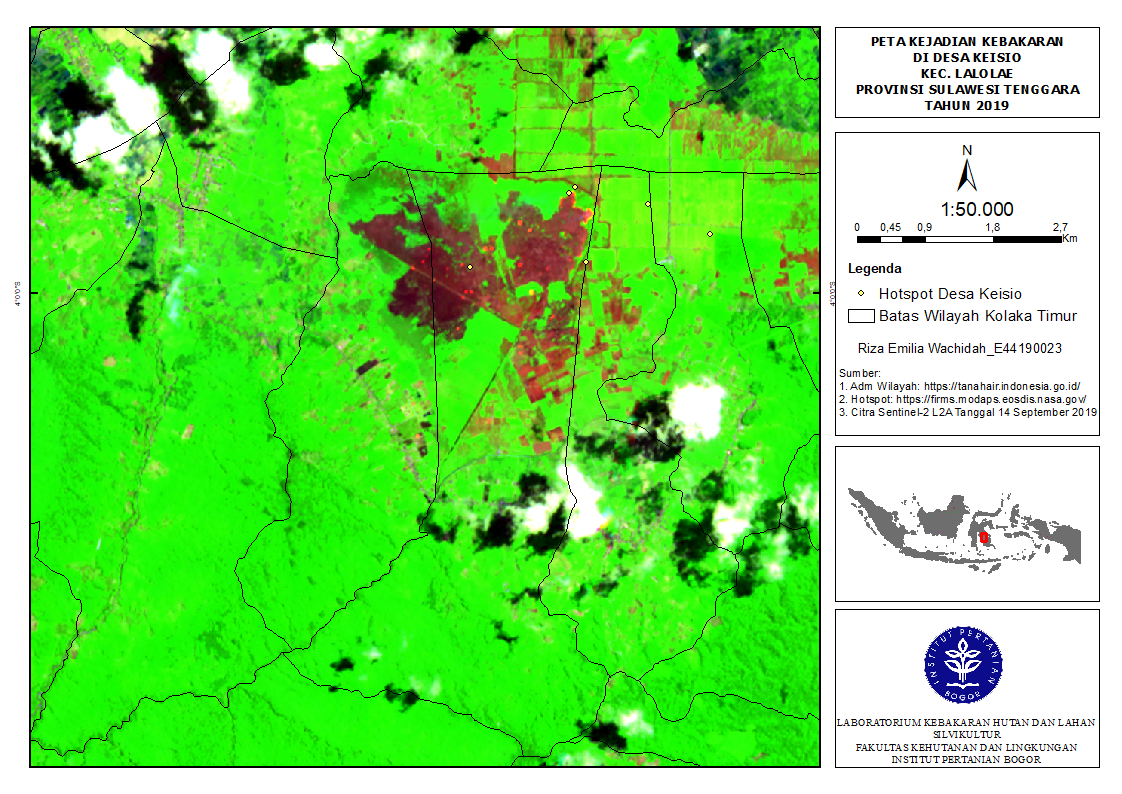 PETA KEJADIAN KEBAKARAN
DI DESA KEISIO
KEC. LALOLAE
PROVINSI SULAWESI TENGGARA
TAHUN 2019
N
1:50.000
0 0,45 0,9 1,8 2,7
Km
Legenda
Hotspot Desa Keisio
Batas Wilayah Kolaka Timur
Riza Emilia Wachidah_E44190023
Sumber:
1. Adm Wilayah: https://tanahair.indonesia.go.id/
2. Hotspot: https://firms.modaps.eosdis.nasa.gov/
3. Citra Sentinel-2 L2A Tanggal 14 September 2019
4°0'0"S
4°0'0"S
INSTITUT PERTANIAN
BOGOR
LABORATORIUM KEBAKARAN HUTAN DAN LAHAN
SILVIKULTUR
FAKULTAS KEHUTANAN DAN LINGKUNGAN
INSTITUT PERTANIAN BOGOR